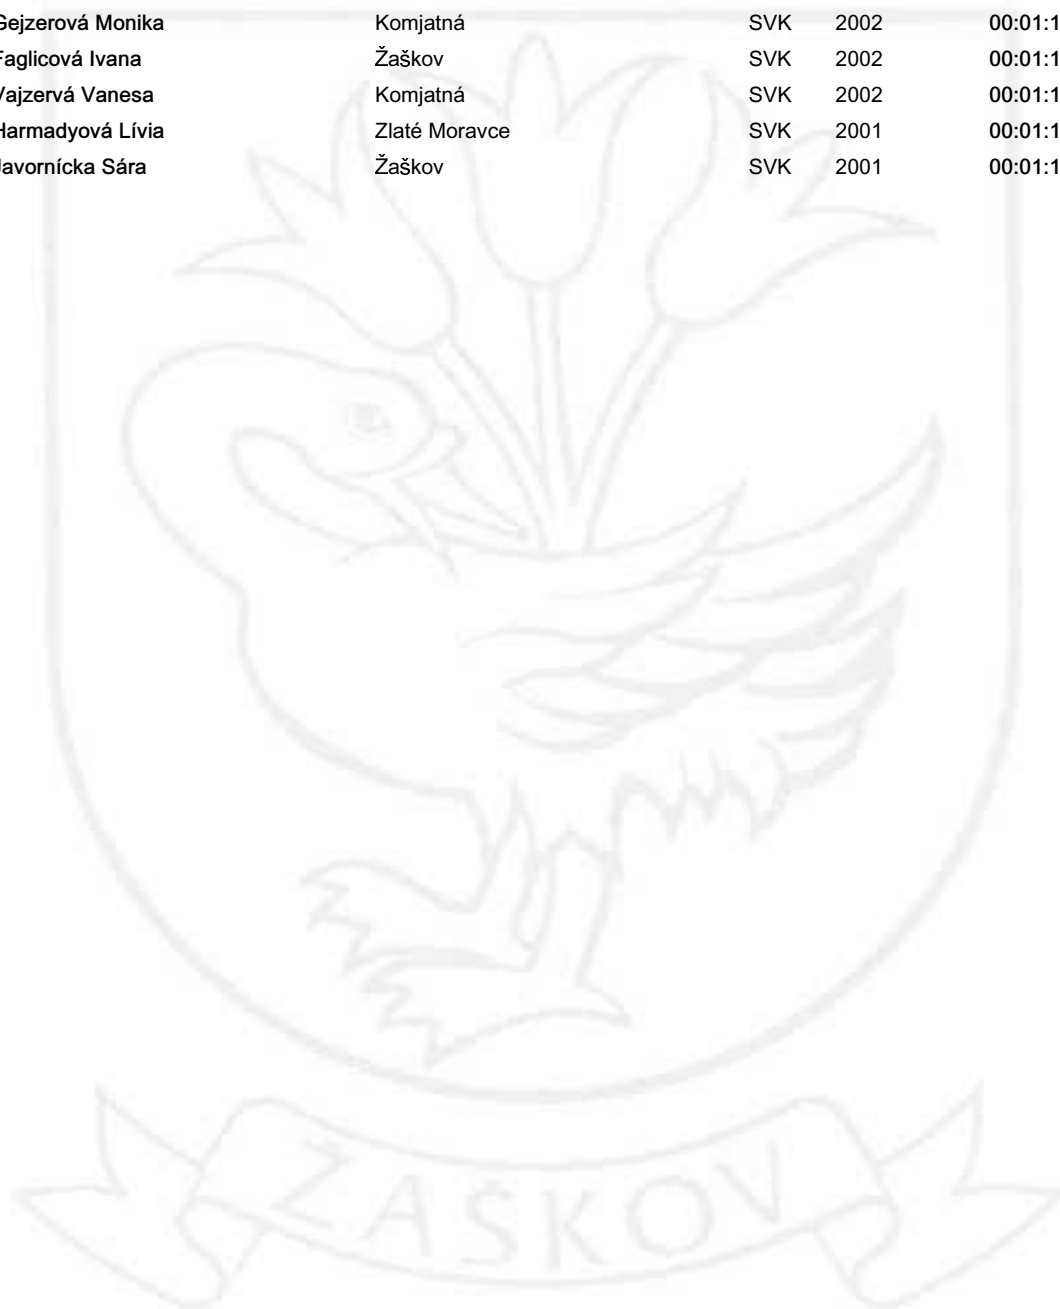 Gejzerová Monika Komjatná SVK 2002 00:01:1
Faglicová Ivana Žaškov SVK 2002 00:01:1
Vajzervá Vanesa Komjatná SVK 2002 00:01:1
Harmadyová Lívia Zlaté Moravce SVK 2001 00:01:1
Javornícka Sára Žaškov SVK 2001 00:01:1
ŽAŠKOV